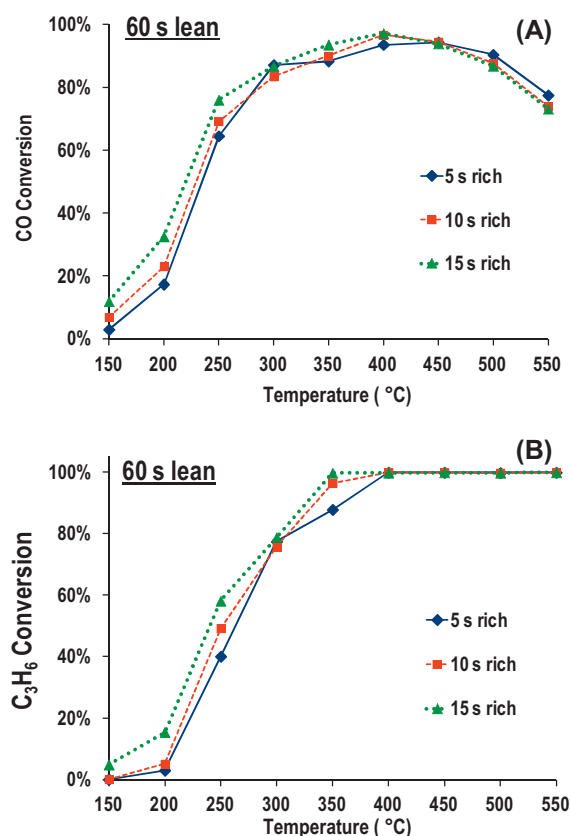 60 s lean
(A)
100%
80%
60%
40%
20%
0%
CO Conversion
5 s rich
10 s rich
15 s rich
150 200 250 300 350 400 450 500 550
Temperature ( °C)
60 s lean
(B)
100%
80%
60%
40%
20%
0%
C₃H₆ Conversion
5 s rich
10 s rich
15 s rich
150 200 250 300 350 400 450 500 550
Temperature ( °C)